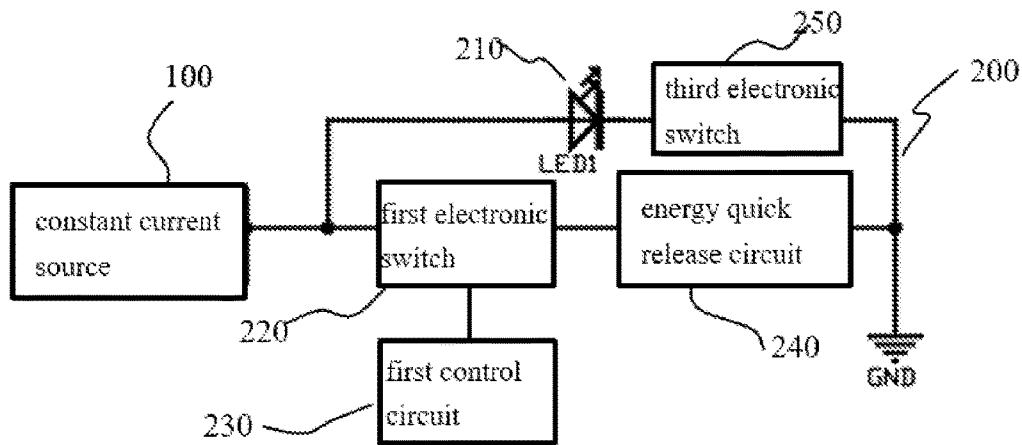 250
210
200
100
third electronic
switch
LED1
constant current
source
first electronic
switch
energy quick
release circuit
220
240
GND
first control
circuit
230